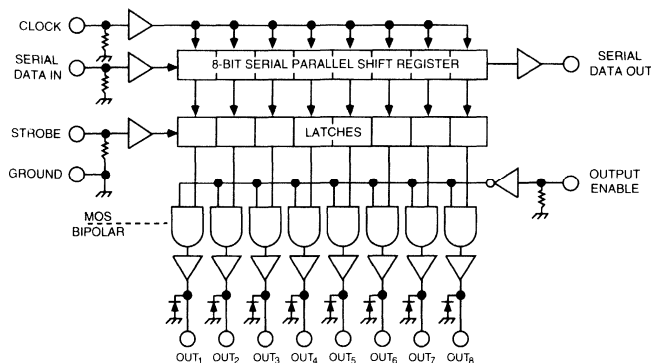 CLOCK
SERIAL
DATA IN
8-BIT SERIAL PARALLEL SHIFT REGISTER
SERIAL
DATA OUT
STROBE
LATCHES
GROUND
OUTPUT
ENABLE
MOS
BIPOLAR
OUT1 OUT2 OUT3 OUT4 OUT5 OUT6 OUT7 OUT8